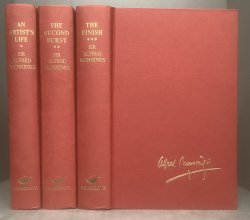 AN
ARTIST'S
LIFE
*
SIR
ALFRED
MUNNINGS
THE
SECOND
BURST
**
SIR
ALFRED
MUNNINGS
THE
FINISH
***
SIR
ALFRED
MUNNINGS
Alfred Munnings